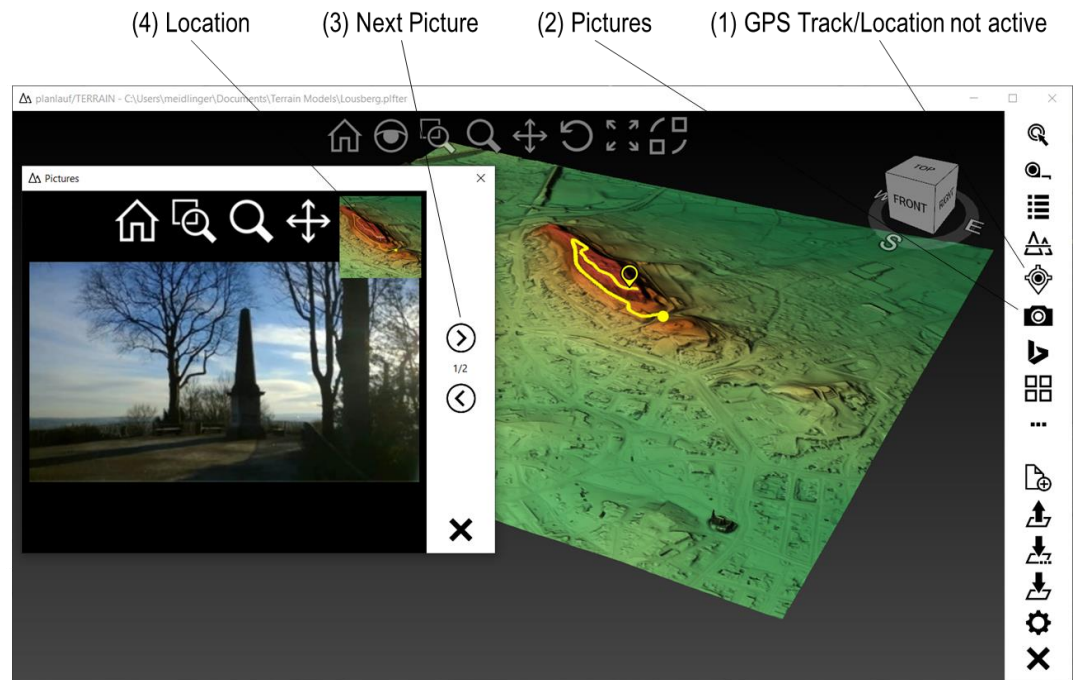 (4) Location (3) Next Picture (2) Pictures (1) GPS Track/Location not active
planlauf/TERRAIN - C:\Users\meidlinger\Documents\Terrain Models\Lousberg.plfter
Pictures
1/2
TOP
FRONT
RIGHT
W
S
E